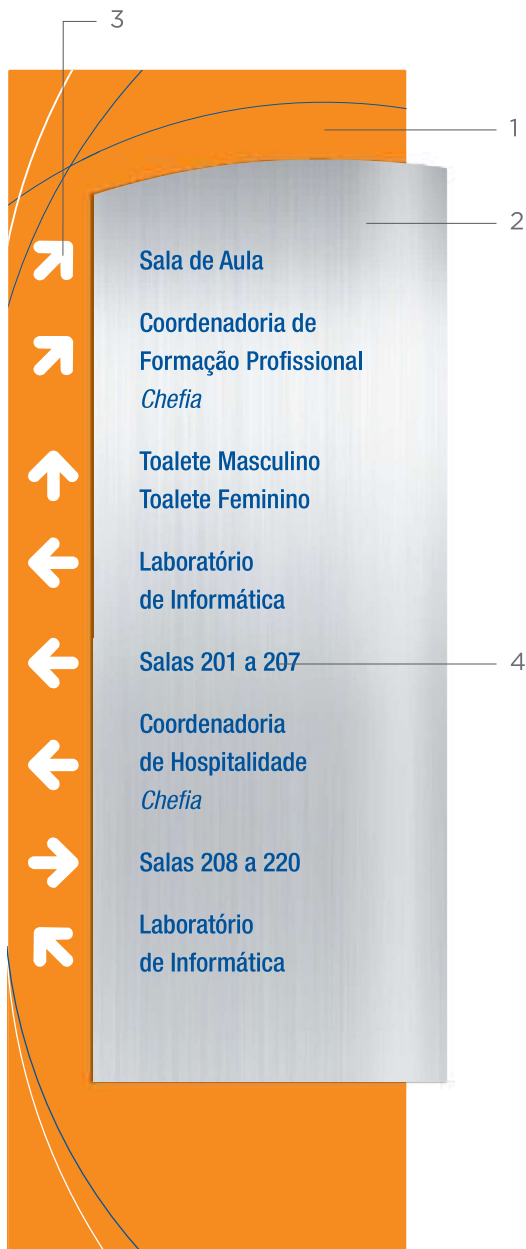 3
1
2
Sala de Aula
Coordenadoria de
Formação Profissional
Chefia
Toalete Masculino
Toalete Feminino
Laboratório
de Informática
Salas 201 a 207
4
Coordenadoria
de Hospitalidade
Chefia
Salas 208 a 220
Laboratório
de Informática